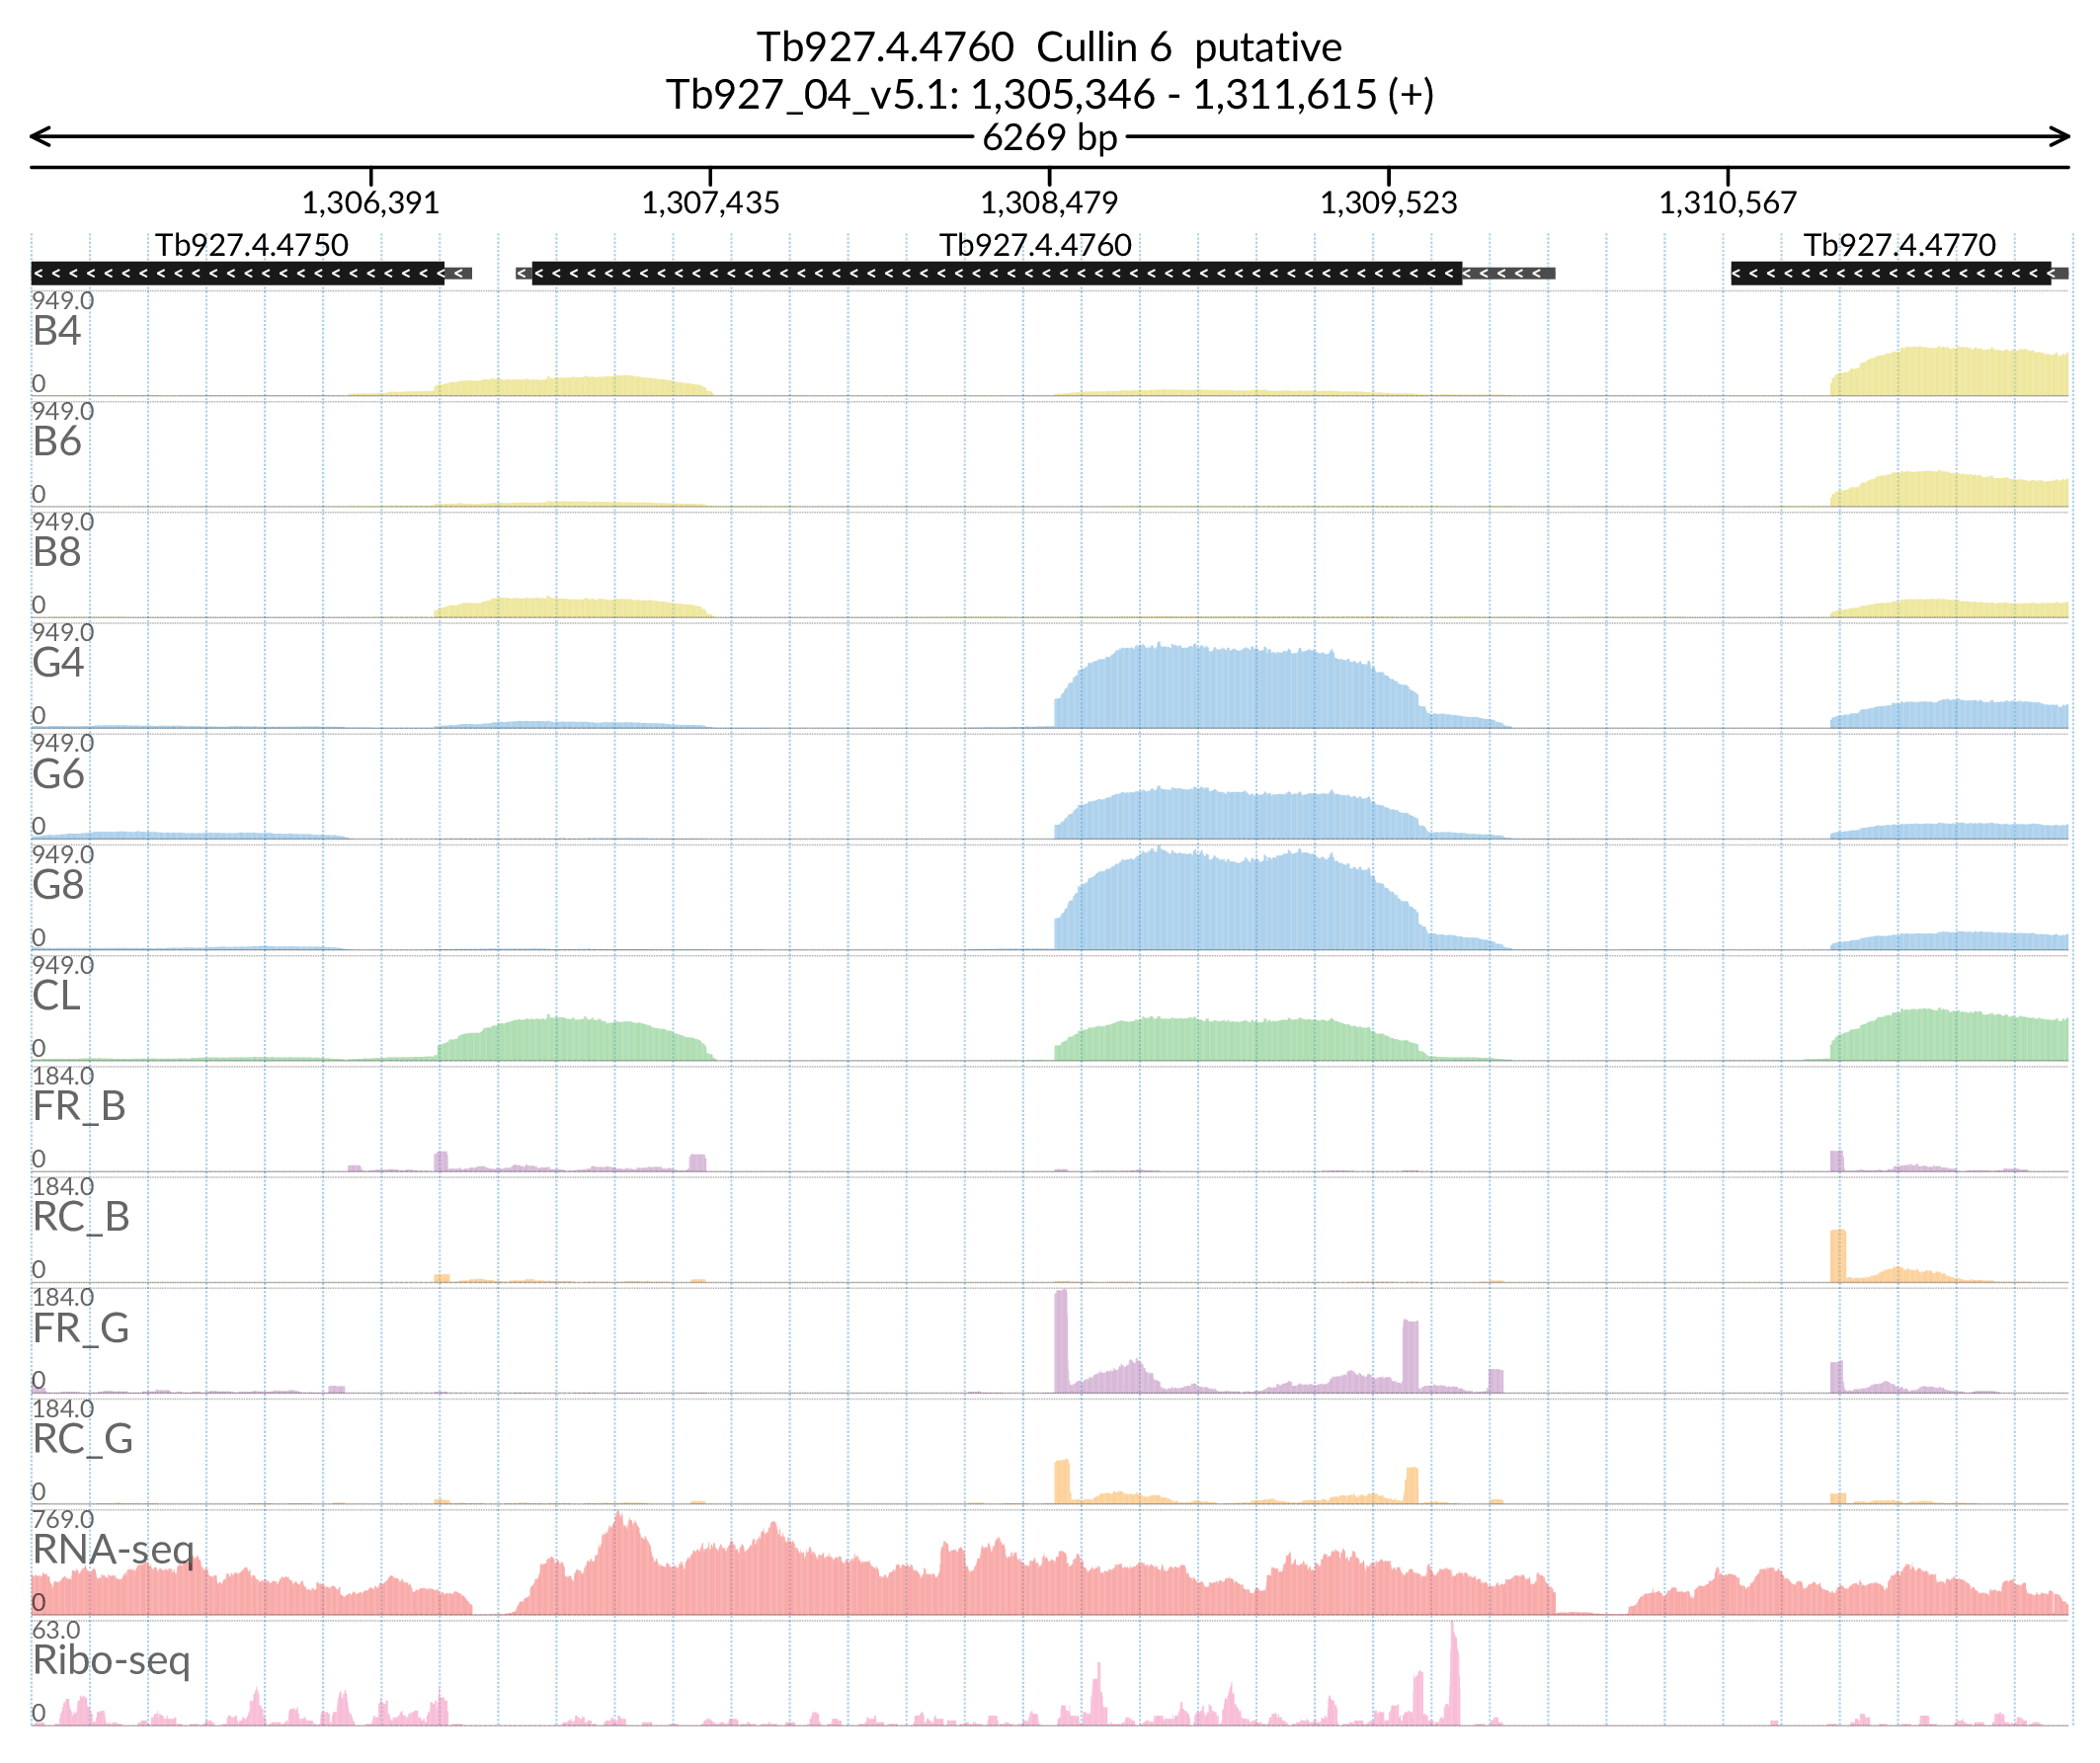 Tb927.4.4760  Cullin 6  putative
Tb927_04_v5.1: 1,305,346 - 1,311,615 (+)
6269 bp
1,306,391 1,307,435 1,308,479 1,309,523 1,310,567
Tb927.4.4750 Tb927.4.4760 Tb927.4.4770
949.0
B4
0
949.0
B6
0
949.0
B8
0
949.0
G4
0
949.0
G6
0
949.0
G8
0
949.0
CL
0
184.0
FR_B
0
184.0
RC_B
0
184.0
FR_G
0
184.0
RC_G
0
769.0
RNA-seq
0
63.0
Ribo-seq
0